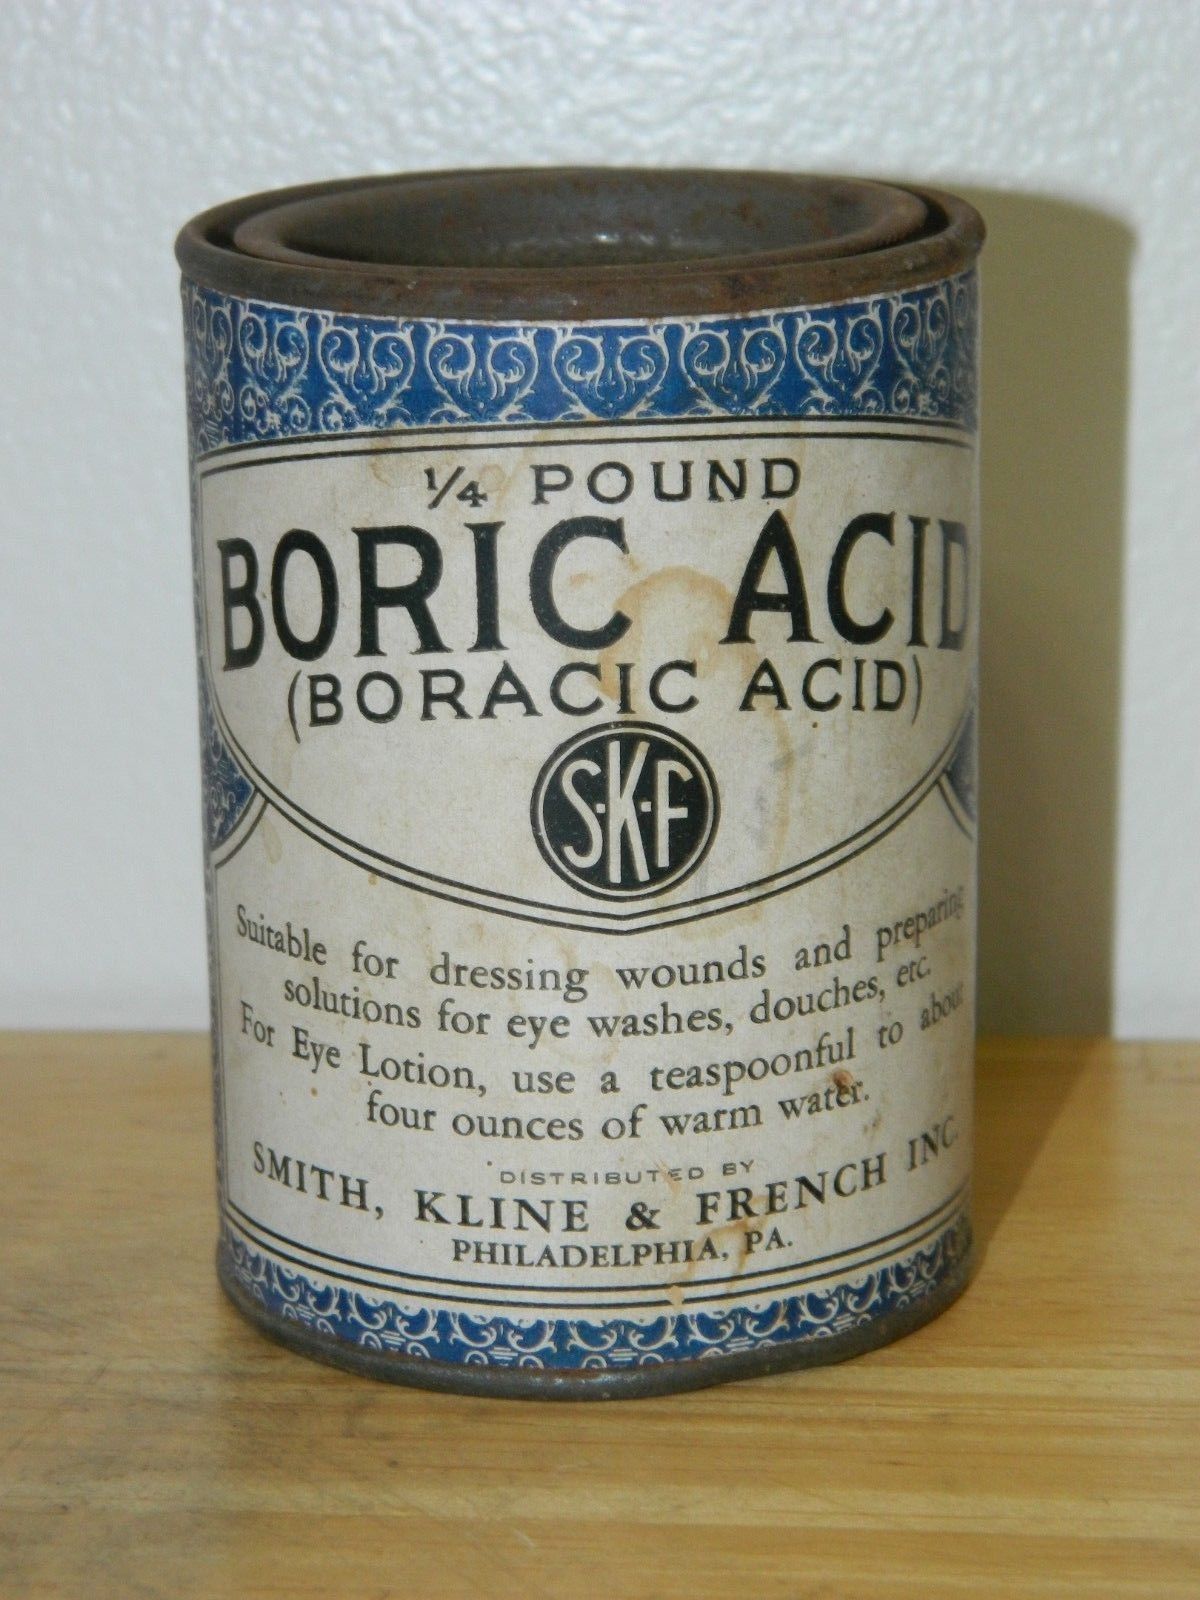 1/4 POUND
BORIC ACID
(BORACIC ACID)
S·K·F
Suitable for dressing wounds and preparing
solutions for eye washes, douches, etc.
For Eye Lotion, use a teaspoonful to about
four ounces of warm water.
DISTRIBUTED BY
SMITH, KLINE & FRENCH INC.
PHILADELPHIA, PA.